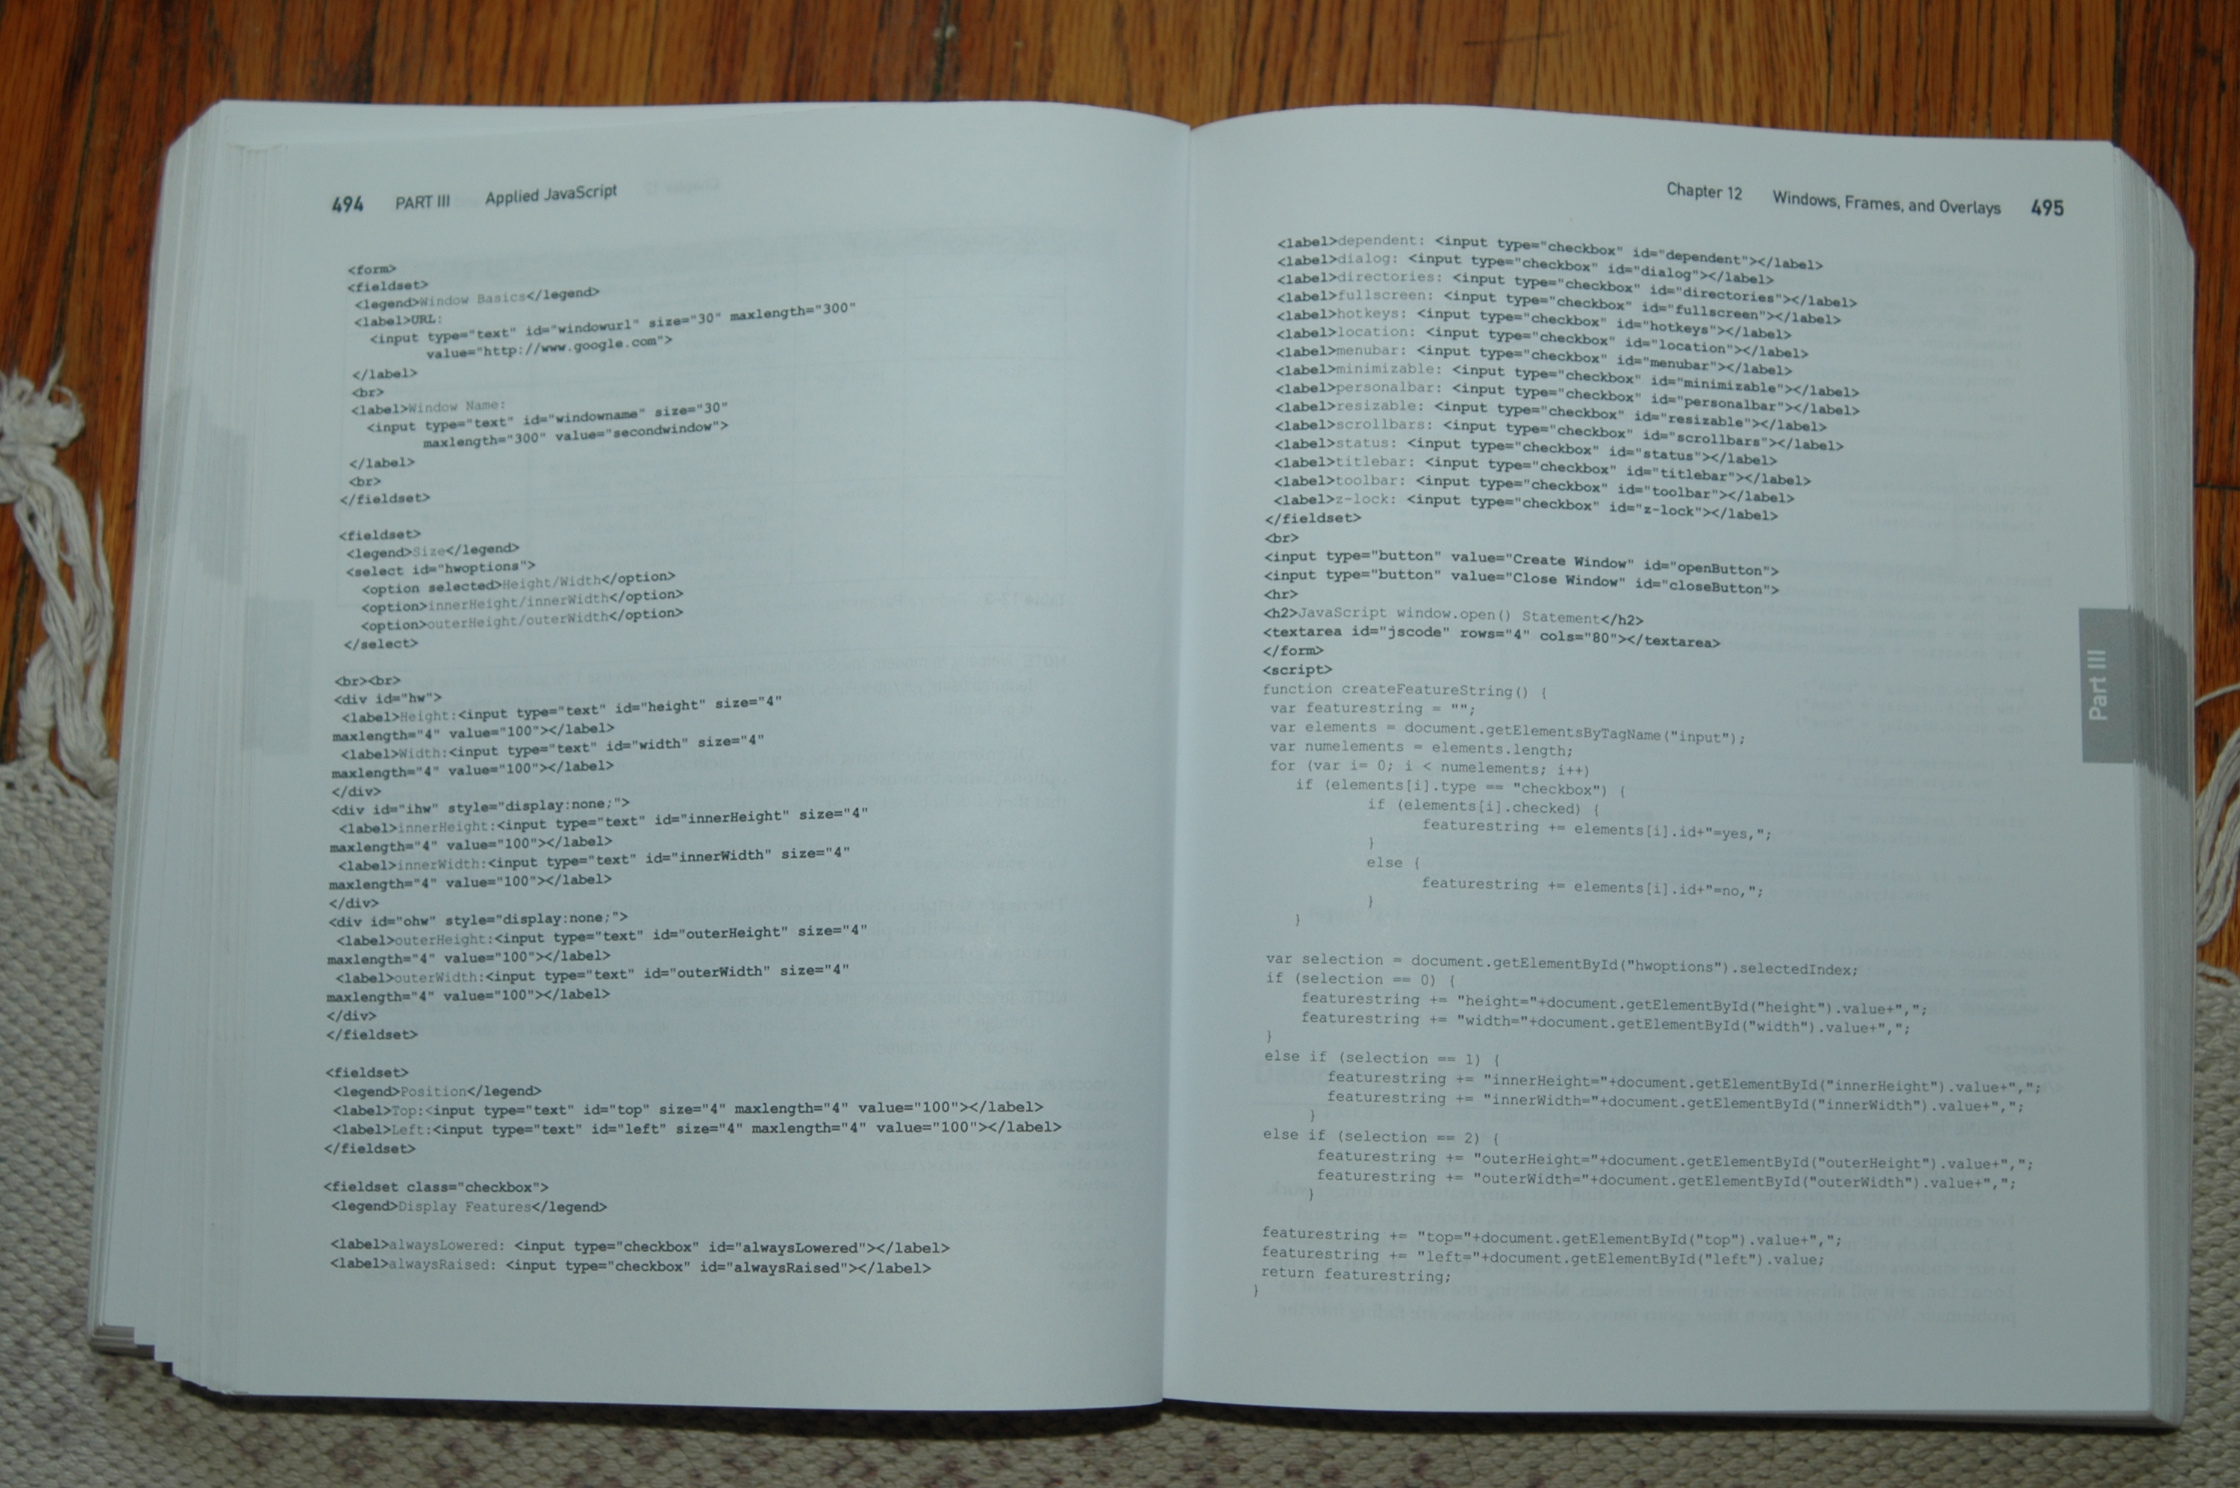 494 PART III Applied JavaScript
<form>
<fieldset>
<legend>Window Basics</legend>
<label>URL:
<input type="text" id="windowurl" size="30" maxlength="300"
value="http://www.google.com">
</label>
<br>
<label>Window Name:
<input type="text" id="windowname" size="30"
maxlength="300" value="secondwindow">
</label>
<br>
</fieldset>
<fieldset>
<legend>Size</legend>
<select id="hwoptions">
<option selected>Height/Width</option>
<option>innerHeight/innerWidth</option>
<option>outerHeight/outerWidth</option>
</select>
<br><br>
<div id="hw">
<label>Height:<input type="text" id="height" size="4"
maxlength="4" value="100"></label>
<label>Width:<input type="text" id="width" size="4"
maxlength="4" value="100"></label>
</div>
<div id="ihw" style="display:none;">
<label>innerHeight:<input type="text" id="innerHeight" size="4"
maxlength="4" value="100"></label>
<label>innerWidth:<input type="text" id="innerWidth" size="4"
maxlength="4" value="100"></label>
</div>
<div id="ohw" style="display:none;">
<label>outerHeight:<input type="text" id="outerHeight" size="4"
maxlength="4" value="100"></label>
<label>outerWidth:<input type="text" id="outerWidth" size="4"
maxlength="4" value="100"></label>
</div>
</fieldset>
<fieldset>
<legend>Position</legend>
<label>Top:<input type="text" id="top" size="4" maxlength="4" value="100"></label>
<label>Left:<input type="text" id="left" size="4" maxlength="4" value="100"></label>
</fieldset>
<fieldset class="checkbox">
<legend>Display Features</legend>
<label>alwaysLowered: <input type="checkbox" id="alwaysLowered"></label>
<label>alwaysRaised: <input type="checkbox" id="alwaysRaised"></label>
Chapter 12 Windows, Frames, and Overlays 495
<label>dependent: <input type="checkbox" id="dependent"></label>
<label>dialog: <input type="checkbox" id="dialog"></label>
<label>directories: <input type="checkbox" id="directories"></label>
<label>fullscreen: <input type="checkbox" id="fullscreen"></label>
<label>hotkeys: <input type="checkbox" id="hotkeys"></label>
<label>location: <input type="checkbox" id="location"></label>
<label>menubar: <input type="checkbox" id="menubar"></label>
<label>minimizable: <input type="checkbox" id="minimizable"></label>
<label>personalbar: <input type="checkbox" id="personalbar"></label>
<label>resizable: <input type="checkbox" id="resizable"></label>
<label>scrollbars: <input type="checkbox" id="scrollbars"></label>
<label>status: <input type="checkbox" id="status"></label>
<label>titlebar: <input type="checkbox" id="titlebar"></label>
<label>toolbar: <input type="checkbox" id="toolbar"></label>
<label>z-lock: <input type="checkbox" id="z-lock"></label>
</fieldset>
<br>
<input type="button" value="Create Window" id="openButton">
<input type="button" value="Close Window" id="closeButton">
<hr>
<h2>JavaScript window.open() Statement</h2>
<textarea id="jscode" rows="4" cols="80"></textarea>
</form>
<script>
function createFeatureString() {
var featurestring = "";
var elements = document.getElementsByTagName("input");
var numelements = elements.length;
for (var i= 0; i < numelements; i++)
if (elements[i].type == "checkbox") {
if (elements[i].checked) {
featurestring += elements[i].id+"=yes,";
}
else {
featurestring += elements[i].id+"=no,";
}
}
var selection = document.getElementById("hwoptions").selectedIndex;
if (selection == 0) {
featurestring += "height="+document.getElementById("height").value+",";
featurestring += "width="+document.getElementById("width").value+",";
}
else if (selection == 1) {
featurestring += "innerHeight="+document.getElementById("innerHeight").value+",";
featurestring += "innerWidth="+document.getElementById("innerWidth").value+",";
}
else if (selection == 2) {
featurestring += "outerHeight="+document.getElementById("outerHeight").value+",";
featurestring += "outerWidth="+document.getElementById("outerWidth").value+",";
}
featurestring += "top="+document.getElementById("top").value+",";
featurestring += "left="+document.getElementById("left").value;
return featurestring;
}
Part III